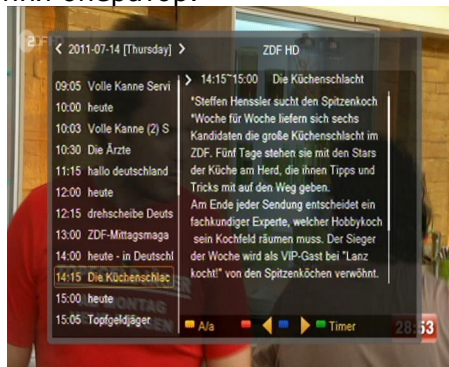 ZDF
< 2011-07-14 [Thursday] >
ZDF HD
09:05 Volle Kanne Servi
10:00 heute
10:03 Volle Kanne (2) S
10:30 Die Ärzte
11:15 hallo deutschland
12:00 heute
12:15 drehscheibe Deuts
13:00 ZDF-Mittagsmaga
14:00 heute - in Deutschl
14:15 Die Küchenschlac
15:00 heute
15:05 Topfgeldjäger
> 14:15~15:00 Die Küchenschlacht
*Steffen Henssler sucht den Spitzenkoch
*Woche für Woche liefern sich sechs
Kandidaten die große Küchenschlacht im
ZDF. Fünf Tage stehen sie mit den Stars
der Küche am Herd, die ihnen Tipps und
Tricks mit auf den Weg geben.
Am Ende jeder Sendung entscheidet ein
fachkundiger Experte, welcher Hobbykoch
sein Kochfeld räumen muss. Der Sieger
der Woche wird als VIP-Gast bei "Lanz
kocht!" von den Spitzenköchen verwöhnt.
A/a
Timer
28:53